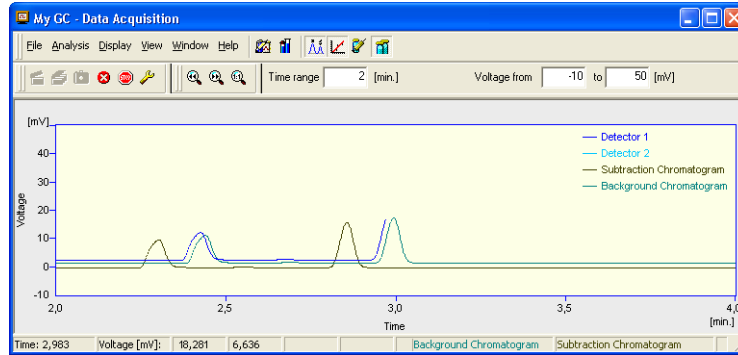 My GC - Data Acquisition
File Analysis Display View Window Help
Time range 2 [min.] Voltage from -10 to 50 [mV]
[mV]
Detector 1
Detector 2
Subtraction Chromatogram
Background Chromatogram
40
30
20
10
0
-10
Voltage
2,0 2,5 3,0 3,5 4,0
Time [min.]
Time: 2,983 Voltage [mV]: 18,281 6,636 Background Chromatogram Subtraction Chromatogram